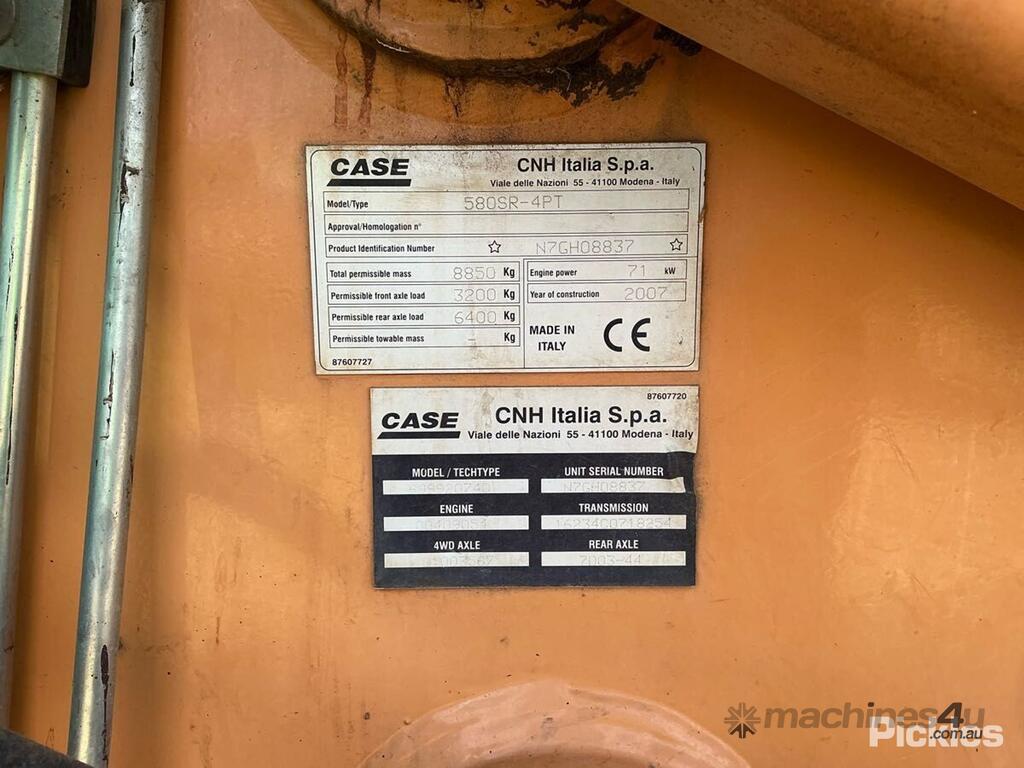 CASE CNH Italia S.p.a.
Viale delle Nazioni 55 - 41100 Modena - Italy
Model/Type 580SR-4PT
Approval/Homologation n°
Product Identification Number ☆ N7GH08837 ☆
Total permissible mass 8850 Kg
Permissible front axle load 3200 Kg
Permissible rear axle load 6400 Kg
Permissible towable mass - Kg
Engine power 71 kW
Year of construction 2007
MADE IN
ITALY
CE
87607727
87607720
CASE CNH Italia S.p.a.
Viale delle Nazioni 55 - 41100 Modena - Italy
MODEL / TECHTYPE UNIT SERIAL NUMBER
N7GH08837
ENGINE TRANSMISSION
16234C0718254
4WD AXLE REAR AXLE
machines4u
.com.au
Pickles